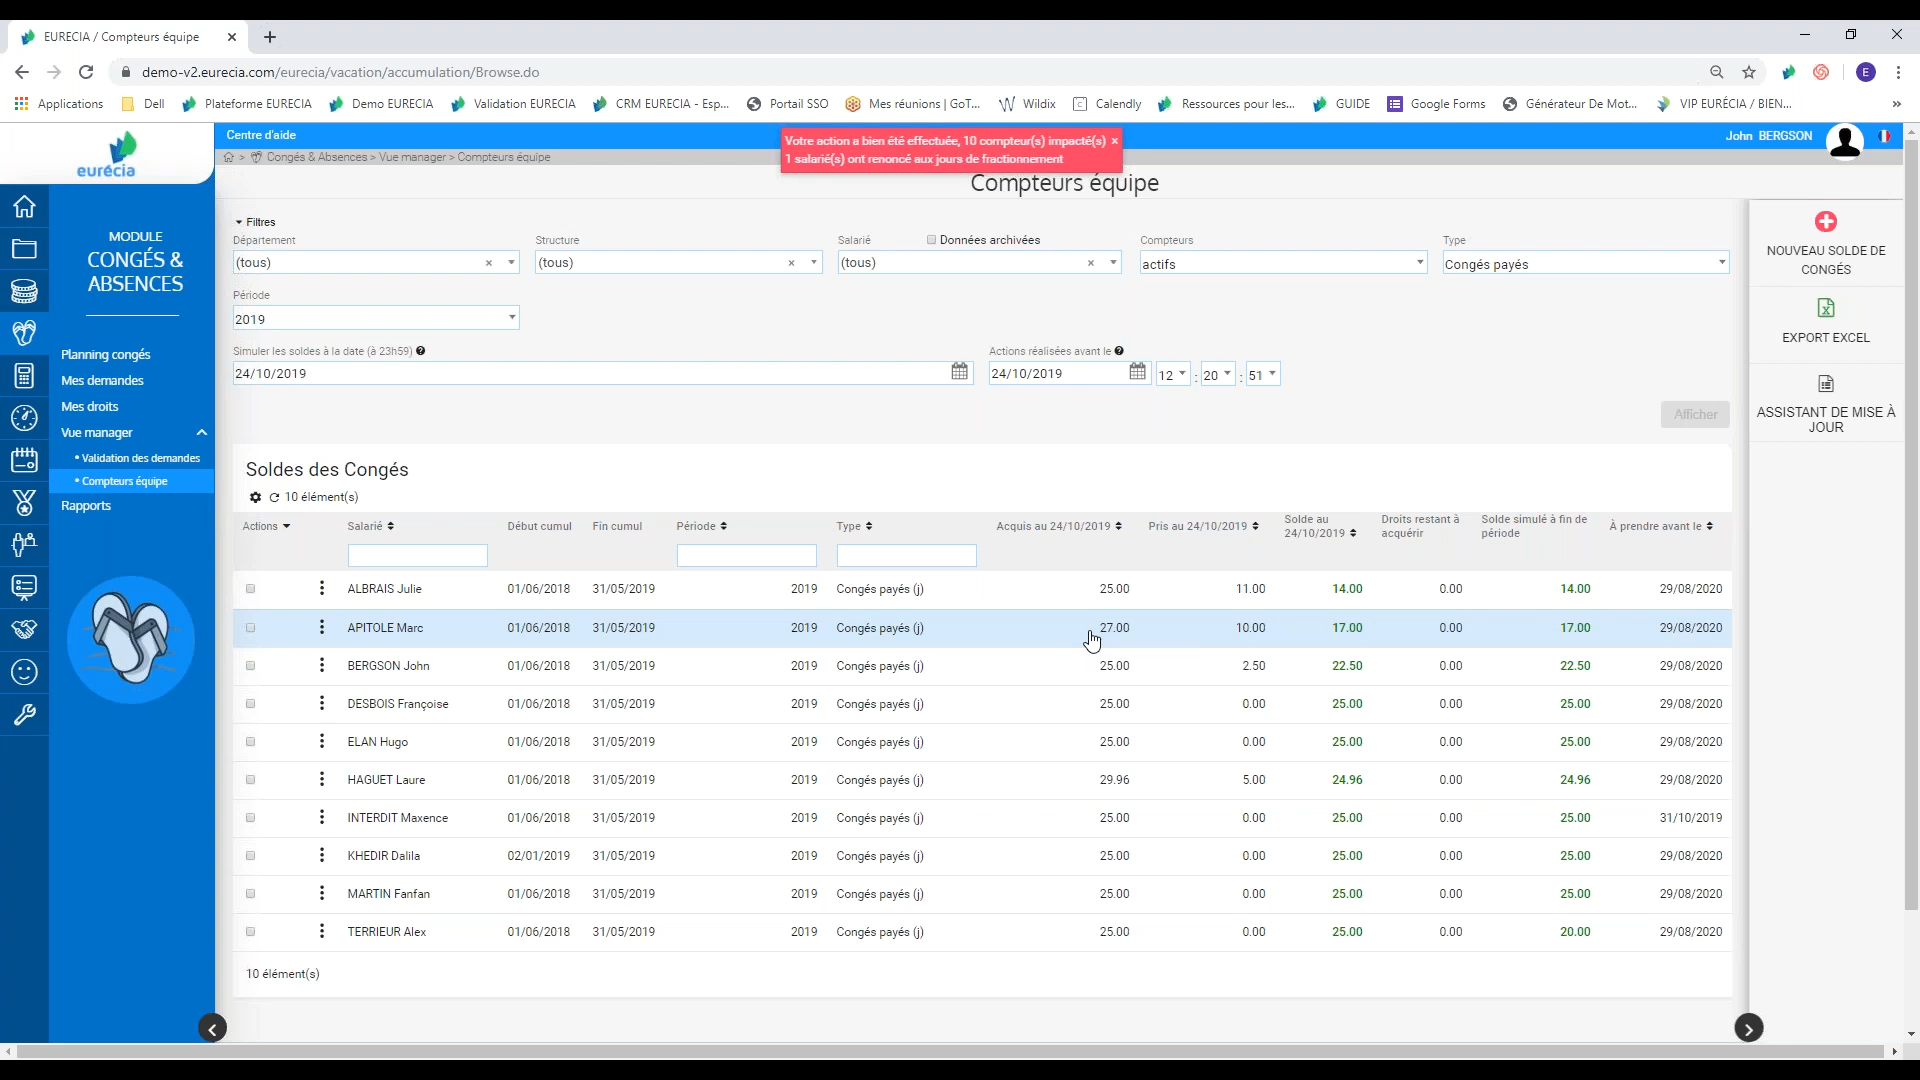 EURECIA / Compteurs équipe
demo-v2.eurecia.com/eurecia/vacation/accumulation/Browse.do
E
Applications Dell Plateforme EURECIA Demo EURECIA Validation EURECIA CRM EURECIA - Esp... Portail SSO Mes réunions | GoT... Wildix Calendly Ressources pour les... GUIDE Google Forms Générateur De Mot... VIP EURÉCIA / BIEN... »
eurécia
Centre d'aide
John BERGSON
Congés & Absences > Vue manager > Compteurs équipe
Votre action a bien été effectuée, 10 compteur(s) impacté(s) ×
1 salarié(s) ont renoncé aux jours de fractionnement
Compteurs équipe
MODULE
CONGÉS &
ABSENCES
Planning congés
Mes demandes
Mes droits
Vue manager
• Validation des demandes
• Compteurs équipe
Rapports
Filtres
Département Structure Salarié Données archivées Compteurs Type
(tous) (tous) (tous) actifs Congés payés
Période
2019
Simuler les soldes à la date (à 23h59) Actions réalisées avant le
24/10/2019 24/10/2019 12 : 20 : 51
Afficher
NOUVEAU SOLDE DE
CONGÉS
EXPORT EXCEL
ASSISTANT DE MISE À
JOUR
Soldes des Congés
10 élément(s)
Actions Salarié Début cumul Fin cumul Période Type Acquis au 24/10/2019 Pris au 24/10/2019 Solde au 24/10/2019 Droits restant à acquérir Solde simulé à fin de période À prendre avant le
ALBRAIS Julie 01/06/2018 31/05/2019 2019 Congés payés (j) 25.00 11.00 14.00 0.00 14.00 29/08/2020
APITOLE Marc 01/06/2018 31/05/2019 2019 Congés payés (j) 27.00 10.00 17.00 0.00 17.00 29/08/2020
BERGSON John 01/06/2018 31/05/2019 2019 Congés payés (j) 25.00 2.50 22.50 0.00 22.50 29/08/2020
DESBOIS Françoise 01/06/2018 31/05/2019 2019 Congés payés (j) 25.00 0.00 25.00 0.00 25.00 29/08/2020
ELAN Hugo 01/06/2018 31/05/2019 2019 Congés payés (j) 25.00 0.00 25.00 0.00 25.00 29/08/2020
HAGUET Laure 01/06/2018 31/05/2019 2019 Congés payés (j) 29.96 5.00 24.96 0.00 24.96 29/08/2020
INTERDIT Maxence 01/06/2018 31/05/2019 2019 Congés payés (j) 25.00 0.00 25.00 0.00 25.00 31/10/2019
KHEDIR Dalila 02/01/2019 31/05/2019 2019 Congés payés (j) 25.00 0.00 25.00 0.00 25.00 29/08/2020
MARTIN Fanfan 01/06/2018 31/05/2019 2019 Congés payés (j) 25.00 0.00 25.00 0.00 25.00 29/08/2020
TERRIEUR Alex 01/06/2018 31/05/2019 2019 Congés payés (j) 25.00 0.00 25.00 0.00 20.00 29/08/2020
10 élément(s)